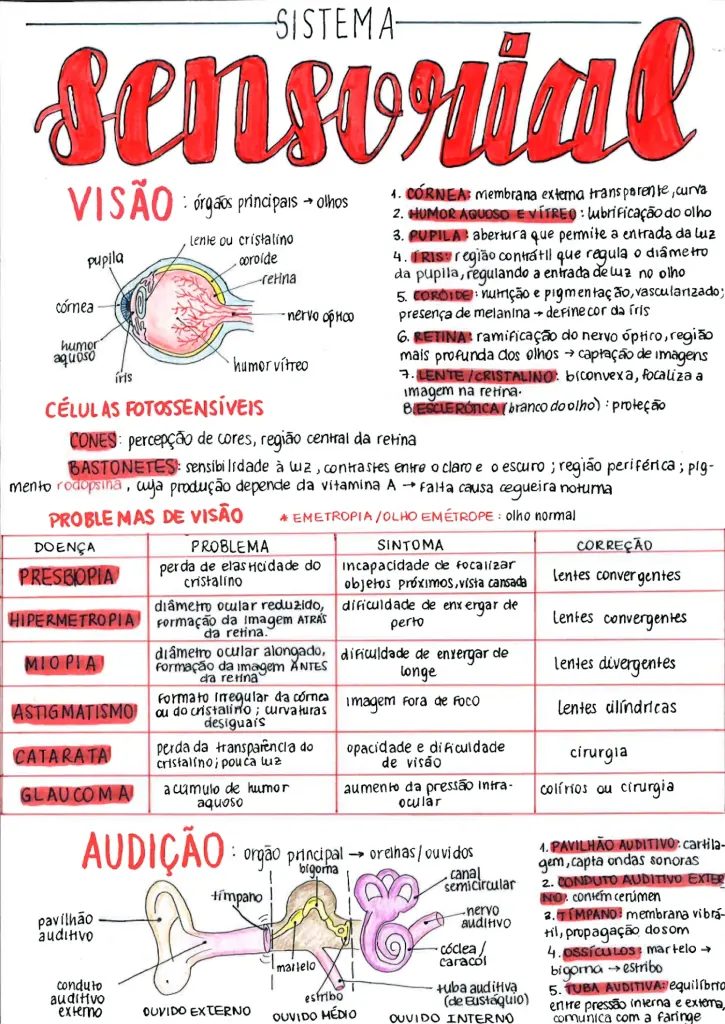 SISTEMA
sensorial
VISÃO : órgãos principais → olhos
lente ou cristalino
pupila
coroide
retina
córnea
nervo óptico
humor
aquoso
íris
humor vítreo
1. CÓRNEA: membrana externa transparente, curva
2. HUMOR AQUOSO E VÍTREO: lubrificação do olho
3. PUPILA: abertura que permite a entrada da luz
4. ÍRIS: região contrátil que regula o diâmetro
da pupila, regulando a entrada de luz no olho
5. COROIDE: nutrição e pigmentação, vascularizado;
presença de melanina → define cor da íris
6. RETINA: ramificação do nervo óptico, região
mais profunda dos olhos → captação de imagens
7. LENTE/CRISTALINO: biconvexa, focaliza a
imagem na retina.
8. ESCLERÓTICA (branco do olho): proteção
CÉLULAS FOTOSSENSÍVEIS
CONES: percepção de cores, região central da retina
BASTONETES: sensibilidade à luz, contrastes entre o claro e o escuro; região periférica; pig-
mento rodopsina, cuja produção depende da vitamina A → falta causa cegueira noturna
PROBLEMAS DE VISÃO * EMETROPIA/OLHO EMÉTROPE: olho normal
DOENÇA PROBLEMA SINTOMA CORREÇÃO
PRESBIOPIA
perda de elasticidade do
cristalino
incapacidade de focalizar
objetos próximos, vista cansada
lentes convergentes
HIPERMETROPIA
diâmetro ocular reduzido,
formação da imagem ATRÁS
da retina.
dificuldade de enxergar de
perto
lentes convergentes
MIOPIA
diâmetro ocular alongado,
formação da imagem ANTES
da retina
dificuldade de enxergar de
longe
lentes divergentes
ASTIGMATISMO
formato irregular da córnea
ou do cristalino; curvaturas
desiguais
imagem fora de foco
lentes cilíndricas
CATARATA
perda da transparência do
cristalino; pouca luz
opacidade e dificuldade
de visão
cirurgia
GLAUCOMA
acúmulo de humor
aquoso
aumento da pressão intra-
ocular
colírios ou cirurgia
AUDIÇÃO : orgão principal → orelhas/ouvidos
bigorna
tímpano
canal
semicircular
pavilhão
auditivo
nervo
auditivo
cóclea/
caracol
martelo
estribo
tuba auditiva
(de Eustáquio)
conduto
auditivo
externo
OUVIDO EXTERNO
OUVIDO MÉDIO
OUVIDO INTERNO
1. PAVILHÃO AUDITIVO: cartila-
gem, capta ondas sonoras
2. CONDUTO AUDITIVO EXTER
NO: contém cerúmen
3. TÍMPANO: membrana vibrá-
til, propagação do som
4. OSSÍCULOS: martelo →
bigorna → estribo
5. TUBA AUDITIVA: equilíbrio
entre pressão interna e externa,
comunica com a faringe